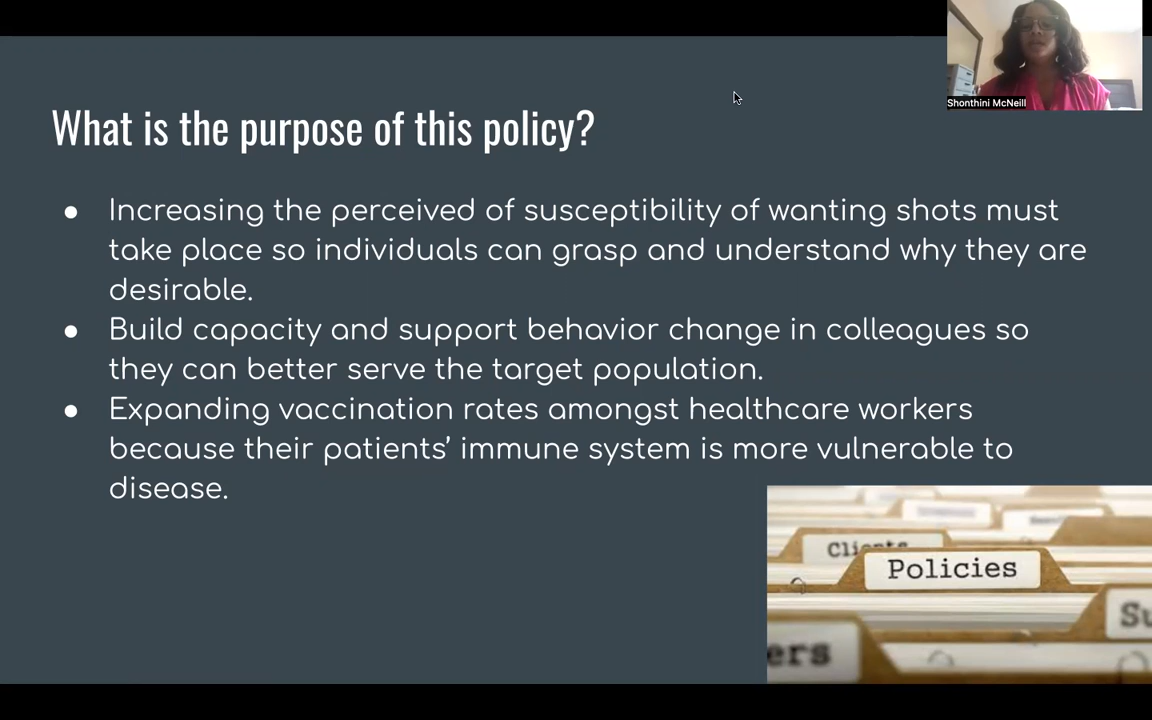 Shonthini McNeill
What is the purpose of this policy?
● Increasing the perceived of susceptibility of wanting shots must
take place so individuals can grasp and understand why they are
desirable.
● Build capacity and support behavior change in colleagues so
they can better serve the target population.
● Expanding vaccination rates amongst healthcare workers
because their patients’ immune system is more vulnerable to
disease.
Clients
Policies
Su
ers